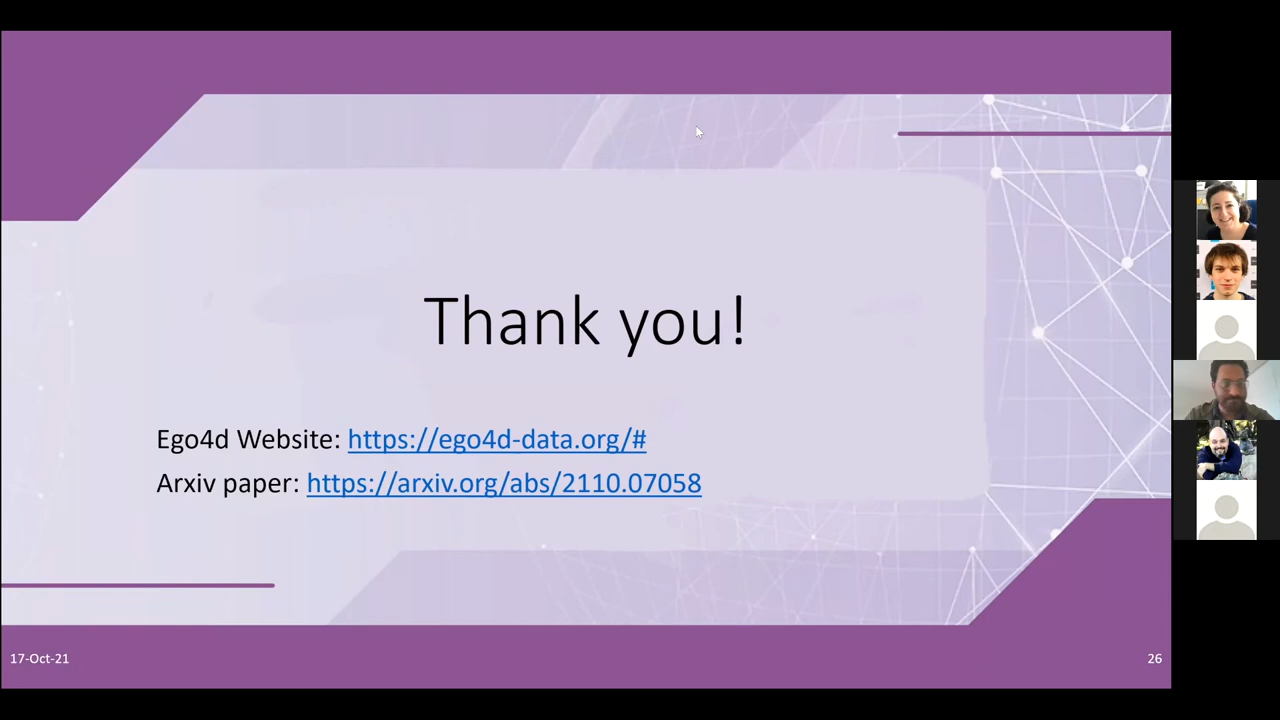 Thank you!
Ego4d Website: https://ego4d-data.org/#
Arxiv paper: https://arxiv.org/abs/2110.07058
17-Oct-21
26